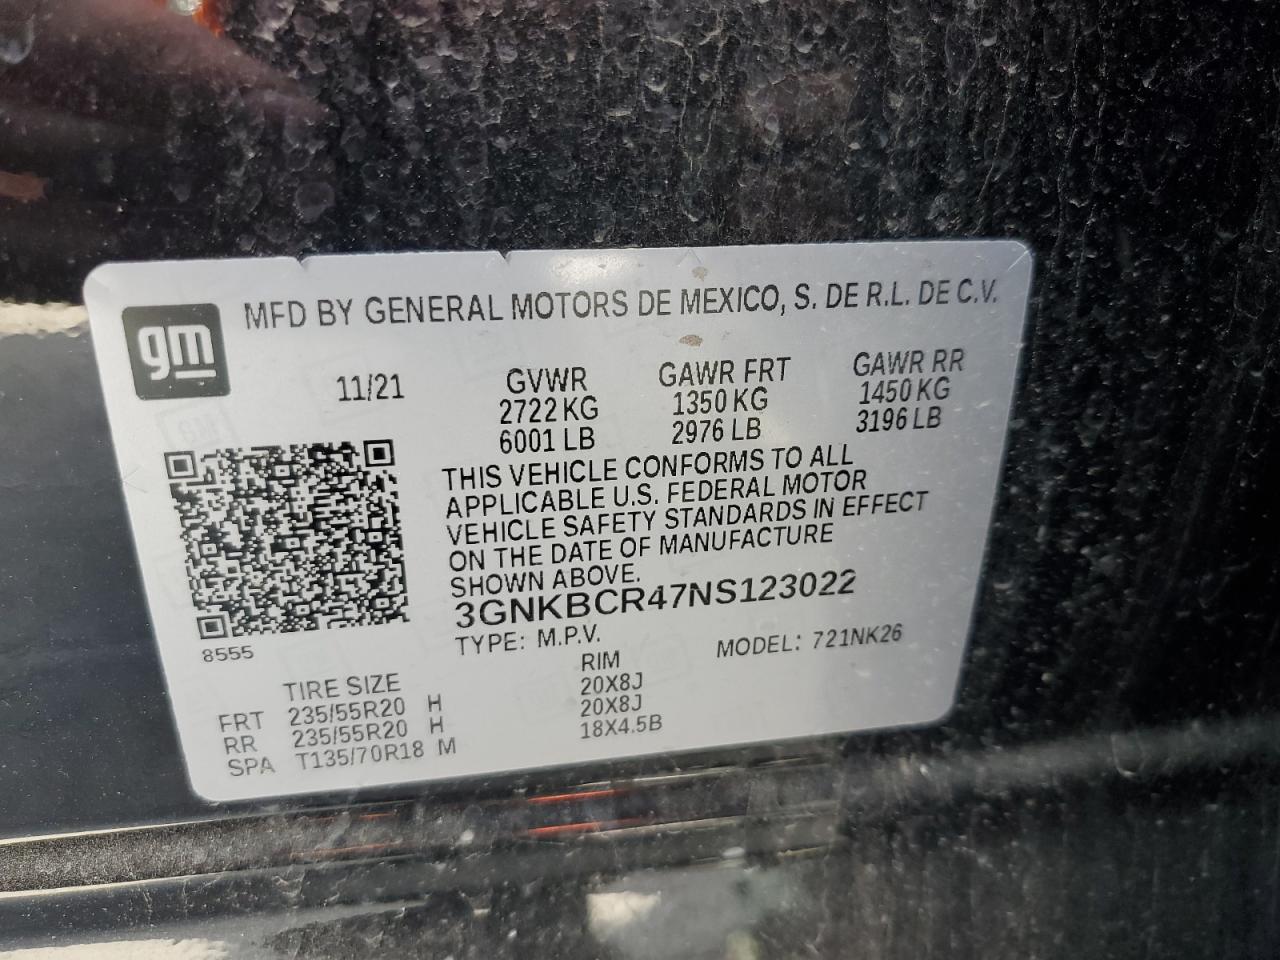 gm
MFD BY GENERAL MOTORS DE MEXICO, S. DE R.L. DE C.V.
11/21
GVWR
2722 KG
6001 LB
GAWR FRT
1350 KG
2976 LB
GAWR RR
1450 KG
3196 LB
THIS VEHICLE CONFORMS TO ALL
APPLICABLE U.S. FEDERAL MOTOR
VEHICLE SAFETY STANDARDS IN EFFECT
ON THE DATE OF MANUFACTURE
SHOWN ABOVE.
3GNKBCR47NS123022
TYPE: M.P.V.
MODEL: 721NK26
8555
TIRE SIZE RIM
FRT 235/55R20 H 20X8J
RR 235/55R20 H 20X8J
SPA T135/70R18 M 18X4.5B